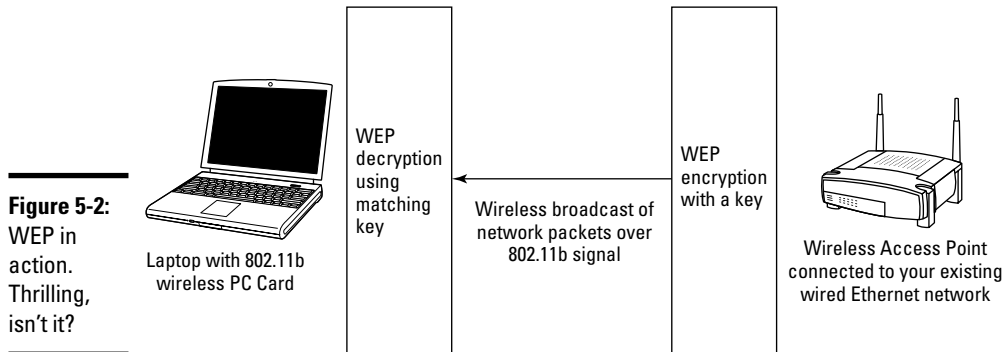 Figure 5-2:
WEP in
action.
Thrilling,
isn't it?
Laptop with 802.11b
wireless PC Card
WEP
decryption
using
matching
key
Wireless broadcast of
network packets over
802.11b signal
WEP
encryption
with a key
Wireless Access Point
connected to your existing
wired Ethernet network